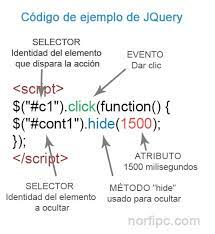 Código de ejemplo de JQuery
SELECTOR
Identidad del elemento
que dispara la acción
EVENTO
Dar clic
<script>
$("#c1").click(function() {
$("#cont1").hide(1500);
});
</script>
ATRIBUTO
1500 milisegundos
SELECTOR
Identidad del elemento
a ocultar
MÉTODO "hide"
usado para ocultar
norfipc.com